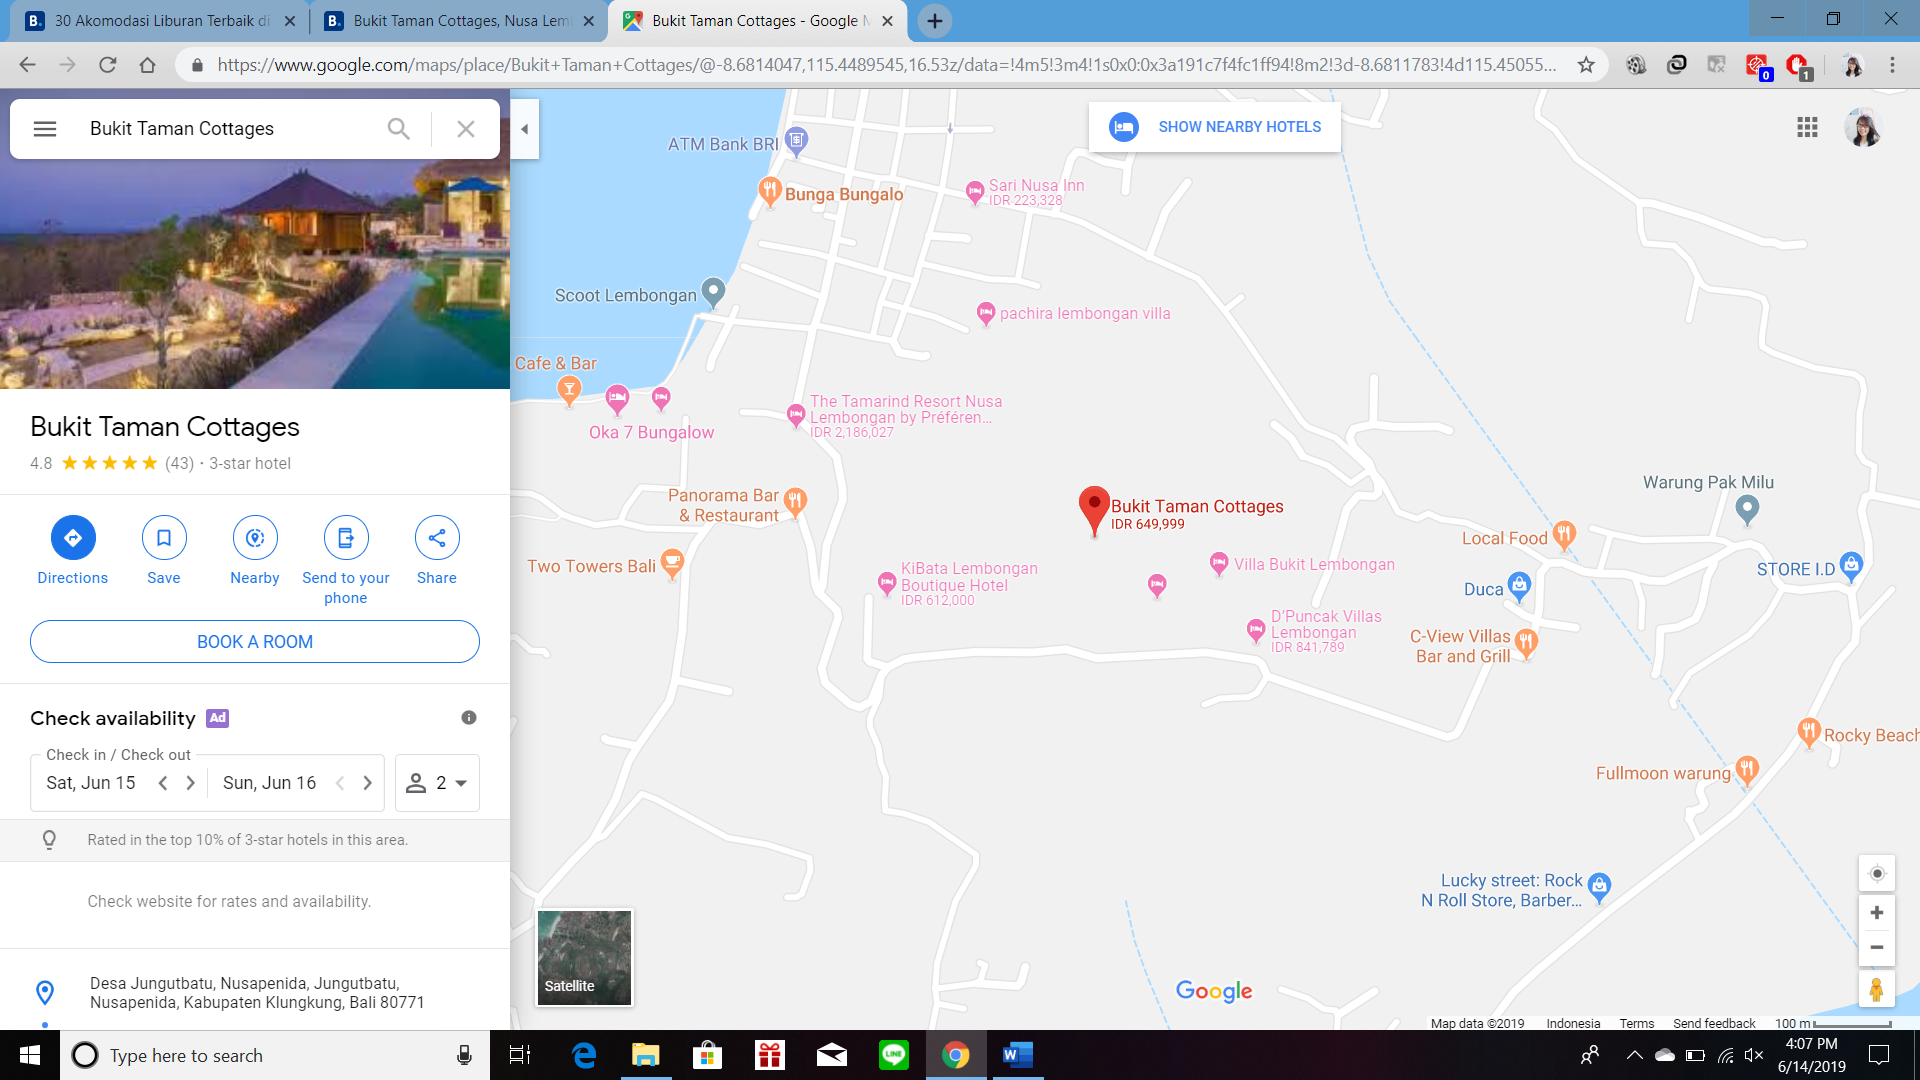 30 Akomodasi Liburan Terbaik di
Bukit Taman Cottages, Nusa Lem
Bukit Taman Cottages - Google M
https://www.google.com/maps/place/Bukit+Taman+Cottages/@-8.6814047,115.4489545,16.53z/data=!4m5!3m4!1s0x0:0x3a191c7f4fc1ff94!8m2!3d-8.6811783!4d115.45055...
0
1
Bukit Taman Cottages
Bukit Taman Cottages
4.8 (43) · 3-star hotel
Directions
Save
Nearby
Send to your
phone
Share
BOOK A ROOM
Check availability Ad
Check in / Check out
Sat, Jun 15
Sun, Jun 16
2
Rated in the top 10% of 3-star hotels in this area.
Check website for rates and availability.
Desa Jungutbatu, Nusapenida, Jungutbatu,
Nusapenida, Kabupaten Klungkung, Bali 80771
SHOW NEARBY HOTELS
ATM Bank BRI
Bunga Bungalo
Sari Nusa Inn
IDR 223,328
Scoot Lembongan
pachira lembongan villa
Cafe & Bar
Oka 7 Bungalow
The Tamarind Resort Nusa
Lembongan by Préféren...
IDR 2,186,027
Panorama Bar
& Restaurant
Bukit Taman Cottages
IDR 649,999
Two Towers Bali
KiBata Lembongan
Boutique Hotel
IDR 612,000
Villa Bukit Lembongan
D'Puncak Villas
Lembongan
IDR 841,789
Warung Pak Milu
Local Food
STORE I.D
Duca
C-View Villas
Bar and Grill
Rocky Beach
Fullmoon warung
Lucky street: Rock
N Roll Store, Barber...
Satellite
Google
Map data ©2019 Indonesia Terms Send feedback 100 m
Type here to search
LINE
4:07 PM
6/14/2019